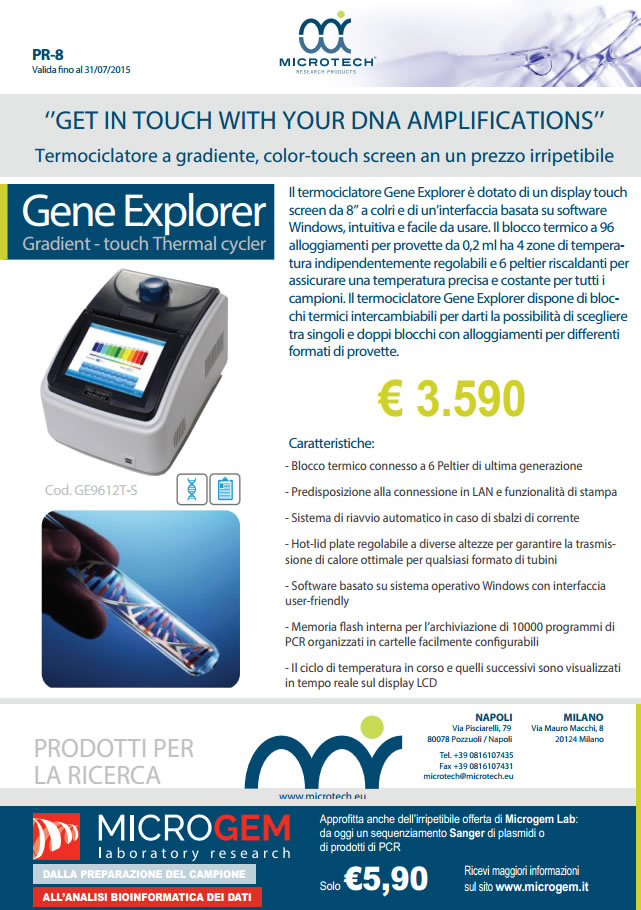 PR-8
Valida fino al 31/07/2015
MICROTECH®
RESEARCH PRODUCTS
‘’GET IN TOUCH WITH YOUR DNA AMPLIFICATIONS’’
Termociclatore a gradiente, color-touch screen an un prezzo irripetibile
Gene Explorer
Gradient - touch Thermal cycler
Il termociclatore Gene Explorer è dotato di un display touch
screen da 8’’ a colri e di un’interfaccia basata su software
Windows, intuitiva e facile da usare. Il blocco termico a 96
alloggiamenti per provette da 0,2 ml ha 4 zone di tempera-
tura indipendentemente regolabili e 6 peltier riscaldanti per
assicurare una temperatura precisa e costante per tutti i
campioni. Il termociclatore Gene Explorer dispone di bloc-
chi termici intercambiabili per darti la possibilità di scegliere
tra singoli e doppi blocchi con alloggiamenti per differenti
formati di provette.
€ 3.590
Cod. GE9612T-S
Caratteristiche:
- Blocco termico connesso a 6 Peltier di ultima generazione
- Predisposizione alla connessione in LAN e funzionalità di stampa
- Sistema di riavvio automatico in caso di sbalzi di corrente
- Hot-lid plate regolabile a diverse altezze per garantire la trasmis-
sione di calore ottimale per qualsiasi formato di tubini
- Software basato su sistema operativo Windows con interfaccia
user-friendly
- Memoria flash interna per l’archiviazione di 10000 programmi di
PCR organizzati in cartelle facilmente configurabili
- Il ciclo di temperatura in corso e quelli successivi sono visualizzati
in tempo reale sul display LCD
PRODOTTI PER
LA RICERCA
www.microtech.eu
NAPOLI
Via Pisciarelli, 79
80078 Pozzuoli / Napoli
Tel. +39 0816107435
Fax +39 0816107431
microtech@microtech.eu
MILANO
Via Mauro Macchi, 8
20124 Milano
MICROGEM
laboratory research
DALLA PREPARAZIONE DEL CAMPIONE
ALL’ANALISI BIOINFORMATICA DEI DATI
Approfitta anche dell’irripetibile offerta di Microgem Lab:
da oggi un sequenziamento Sanger di plasmidi o
di prodotti di PCR
Solo €5,90
Ricevi maggiori informazioni
sul sito www.microgem.it